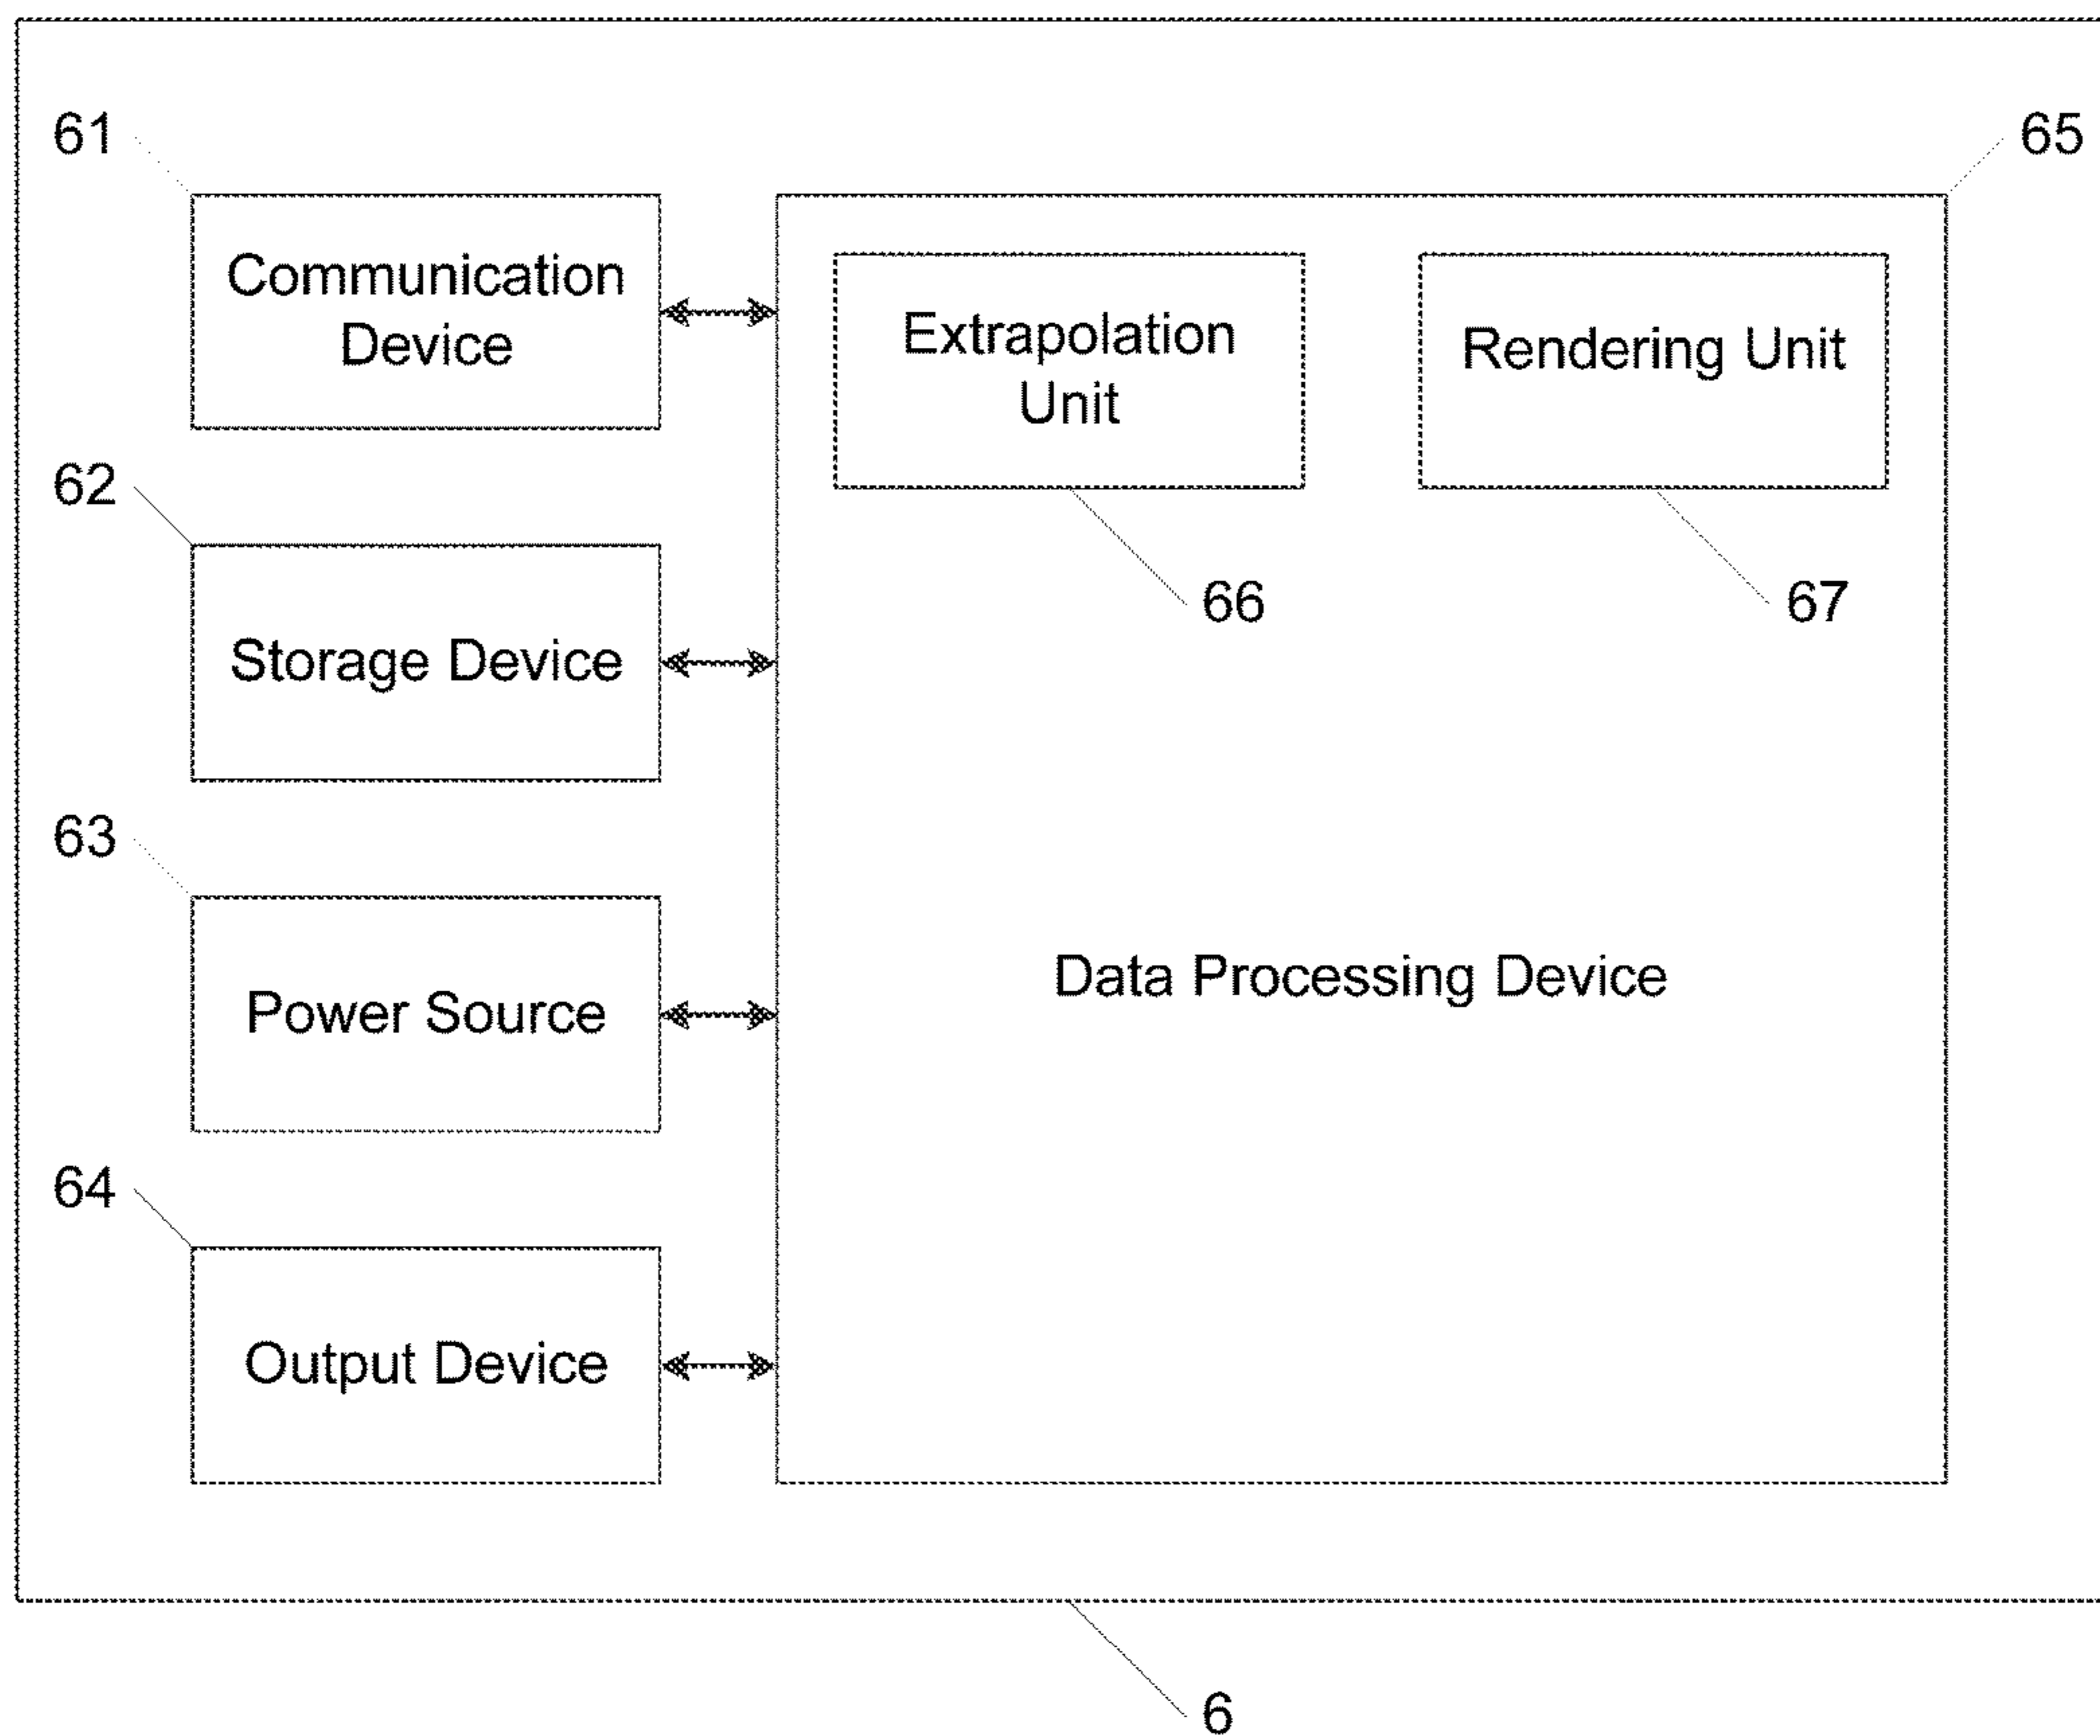 61
65
Communication
Device
Extrapolation
Unit
Rendering Unit
62
66
67
Storage Device
63
Data Processing Device
Power Source
64
Output Device
6